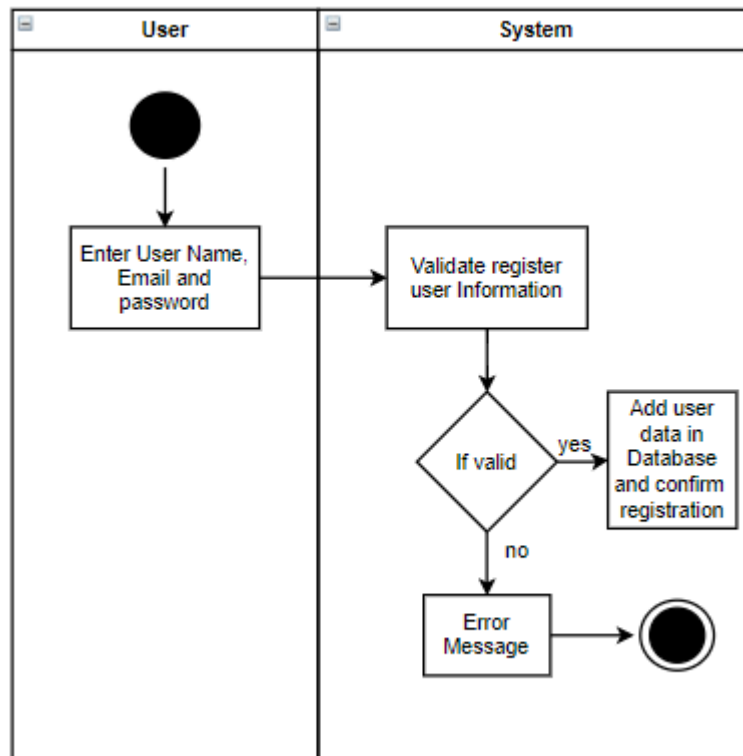 User
System
Enter User Name,
Email and
password
Validate register
user Information
If valid
yes
Add user
data in
Database
and confirm
registration
no
Error
Message